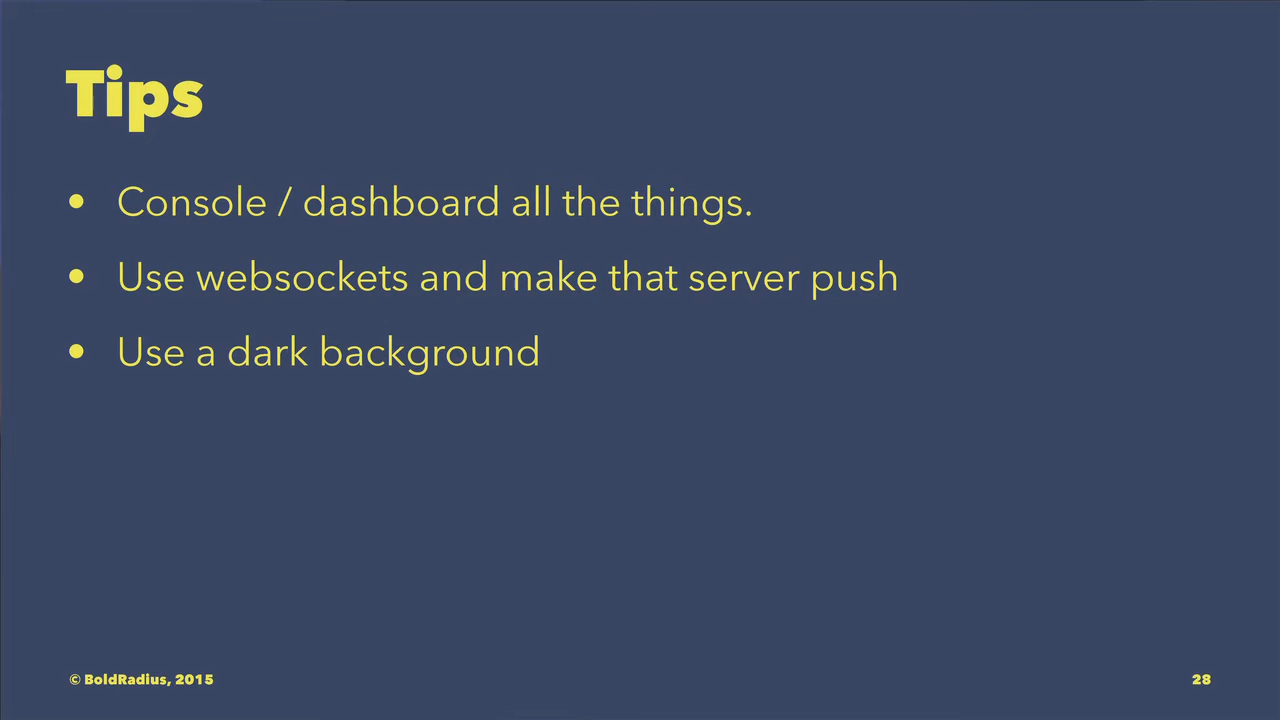 Tips
• Console / dashboard all the things.
• Use websockets and make that server push
• Use a dark background
© BoldRadius, 2015
28